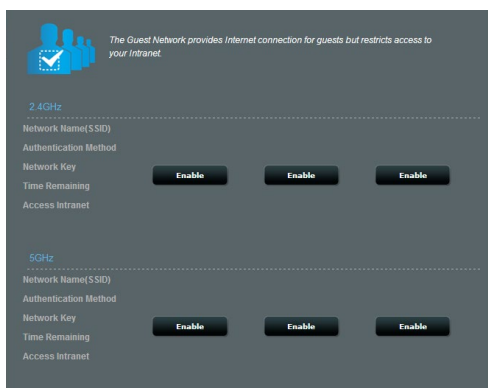 The Guest Network provides Internet connection for guests but restricts access to
your Intranet.
2.4GHz
Network Name(SSID)
Authentication Method
Network Key
Enable Enable Enable
Time Remaining
Access Intranet
5GHz
Network Name(SSID)
Authentication Method
Network Key
Enable Enable Enable
Time Remaining
Access Intranet